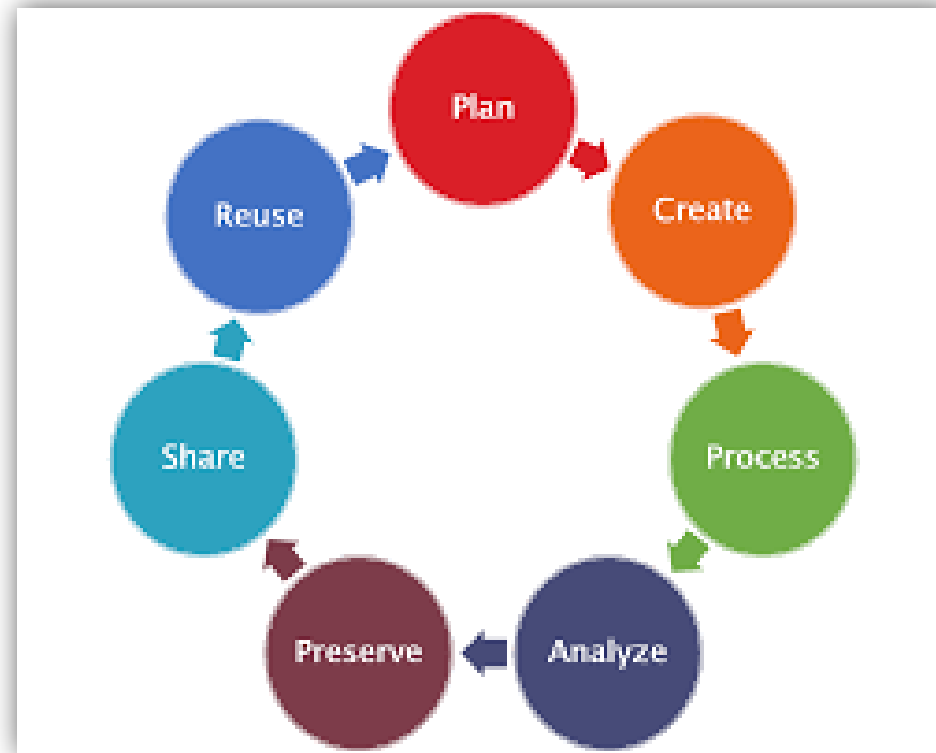 Plan
Create
Process
Analyze
Preserve
Share
Reuse